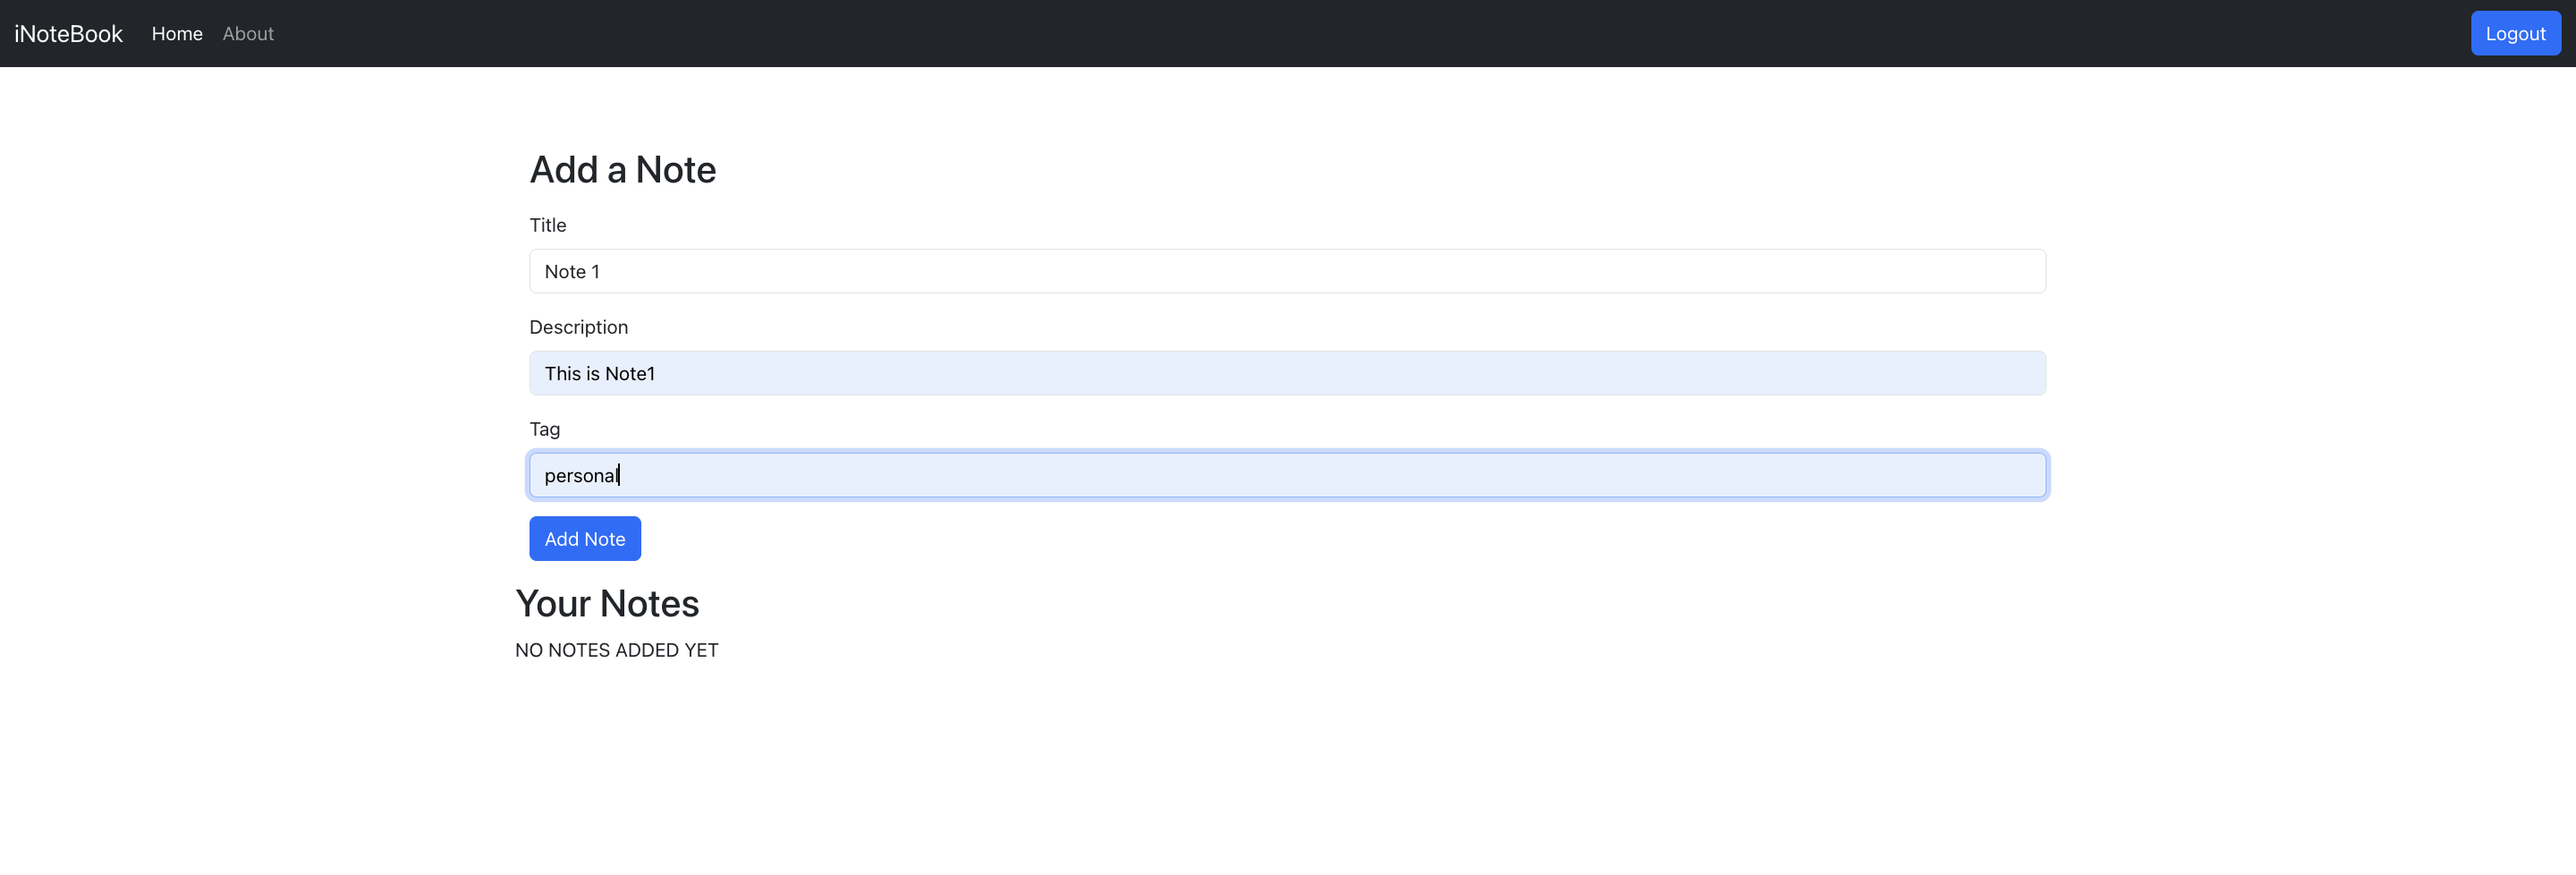 iNoteBook Home About Logout
Add a Note
Title
Note 1
Description
This is Note1
Tag
personal
Add Note
Your Notes
NO NOTES ADDED YET